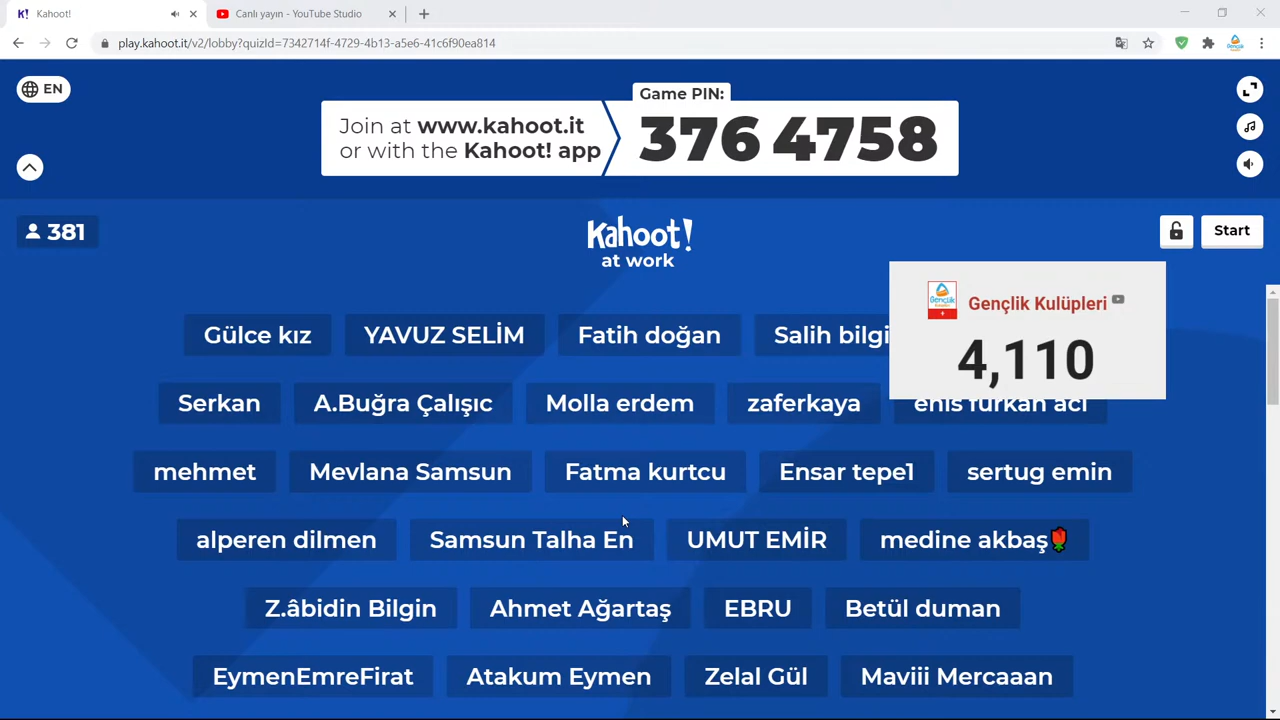 Kahoot!
Canlı yayın - YouTube Studio
play.kahoot.it/v2/lobby?quizId=7342714f-4729-4b13-a5e6-41c6f90ea814
EN
Game PIN:
Join at www.kahoot.it
or with the Kahoot! app
376 4758
381
Kahoot!
at work
Start
Gençlik Kulüpleri
4,110
Gülce kız YAVUZ SELİM Fatih doğan Salih bilgi
Serkan A.Buğra Çalışıc Molla erdem zaferkaya enis furkan acı
mehmet Mevlana Samsun Fatma kurtcu Ensar tepe1 sertug emin
alperen dilmen Samsun Talha En UMUT EMİR medine akbaş🌹
Z.âbidin Bilgin Ahmet Ağartaş EBRU Betül duman
EymenEmreFirat Atakum Eymen Zelal Gül Maviii Mercaaan